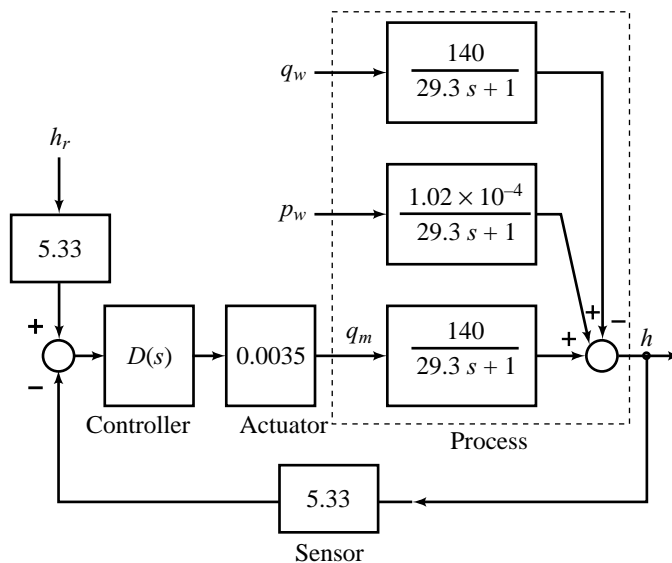 q_w
140
29.3 s + 1
h_r
p_w
1.02 × 10⁻⁴
29.3 s + 1
5.33
+
+
−
D(s)
0.0035
q_m
140
29.3 s + 1
+
h
−
Controller
Actuator
Process
5.33
Sensor